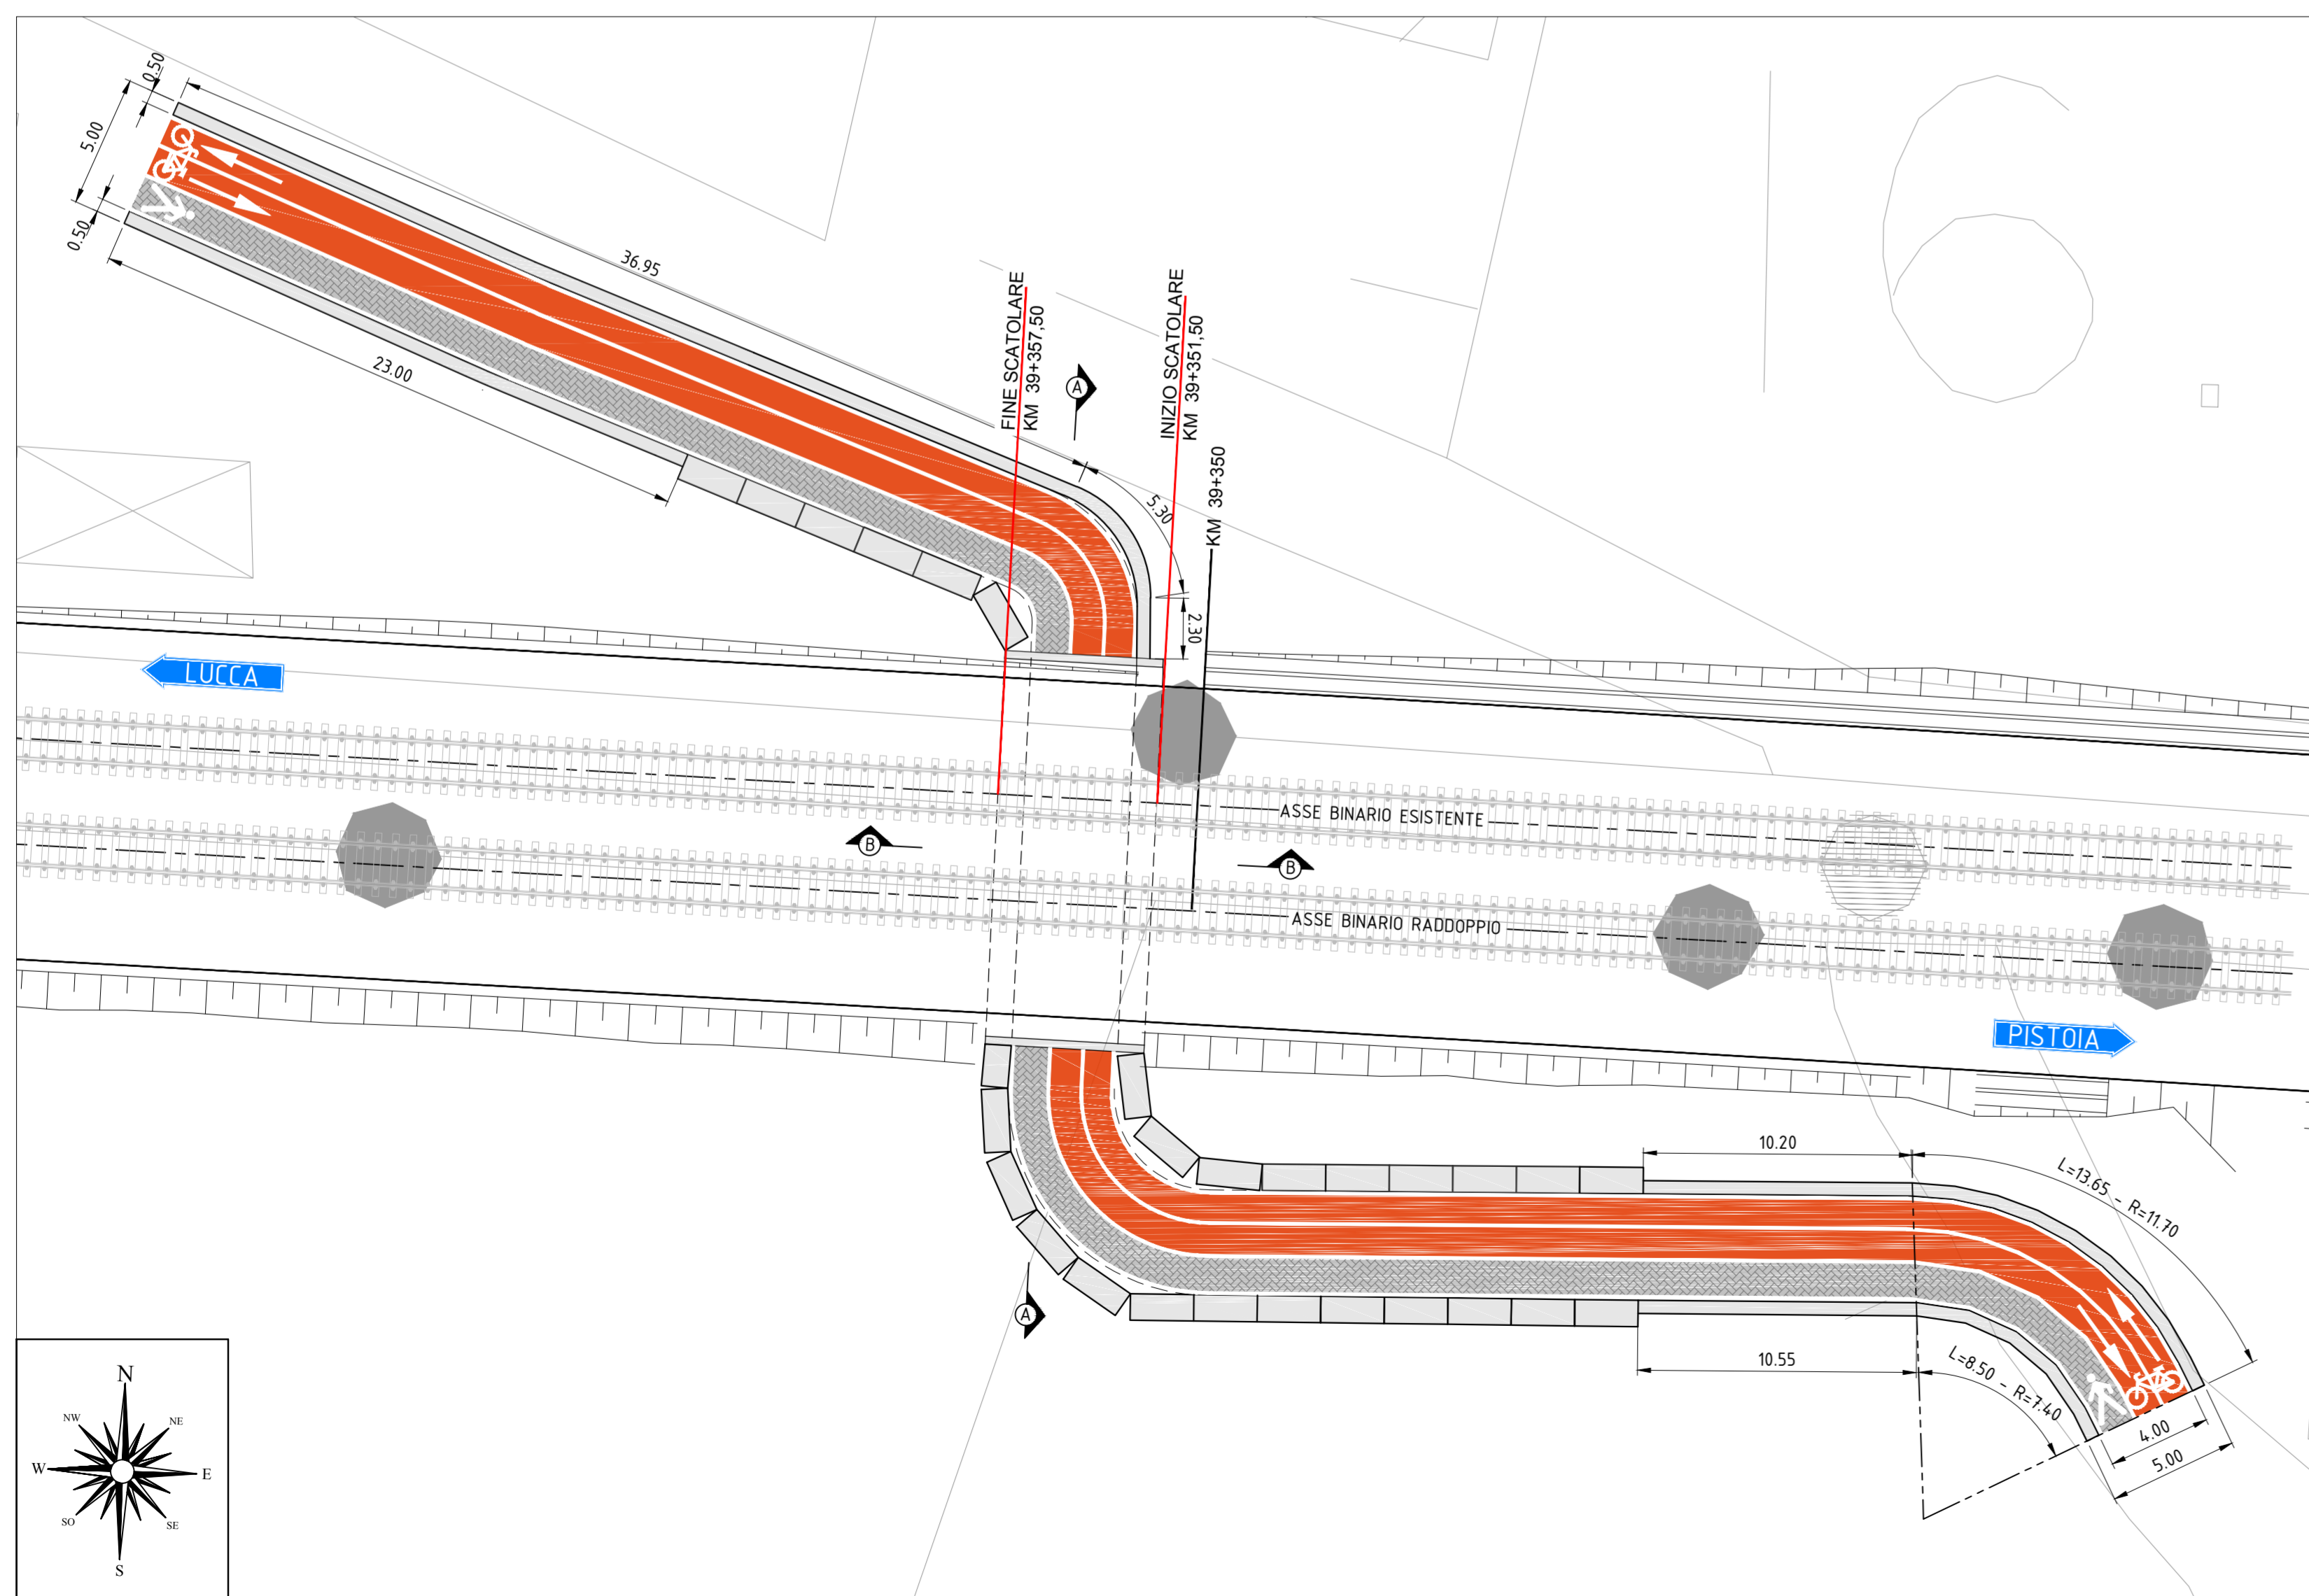 0.50
5.00
0.50
36.95
23.00
FINE SCATOLARE
KM 39+357,50
A
INIZIO SCATOLARE
KM 39+351,50
KM 39+350
5.30
2.30
LUCCA
ASSE BINARIO ESISTENTE
B
B
ASSE BINARIO RADDOPPIO
PISTOIA
10.20
L=13.65 - R=11.70
A
10.55
L=8.50 - R=7.40
4.00
5.00
N
NW
NE
W
E
SO
SE
S